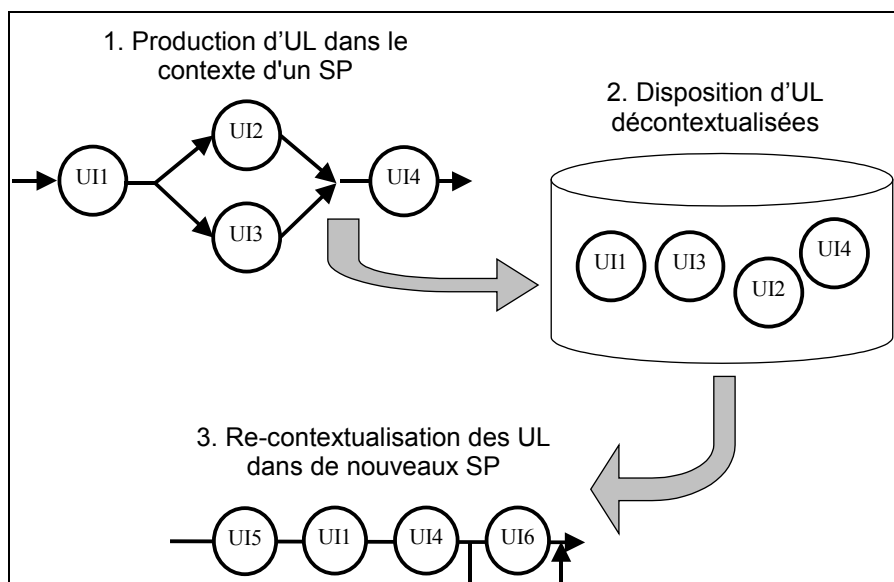 1. Production d’UL dans le
contexte d'un SP
UI1
UI2
UI3
UI4
2. Disposition d’UL
décontextualisées
UI1
UI3
UI2
UI4
3. Re-contextualisation des UL
dans de nouveaux SP
UI5
UI1
UI4
UI6